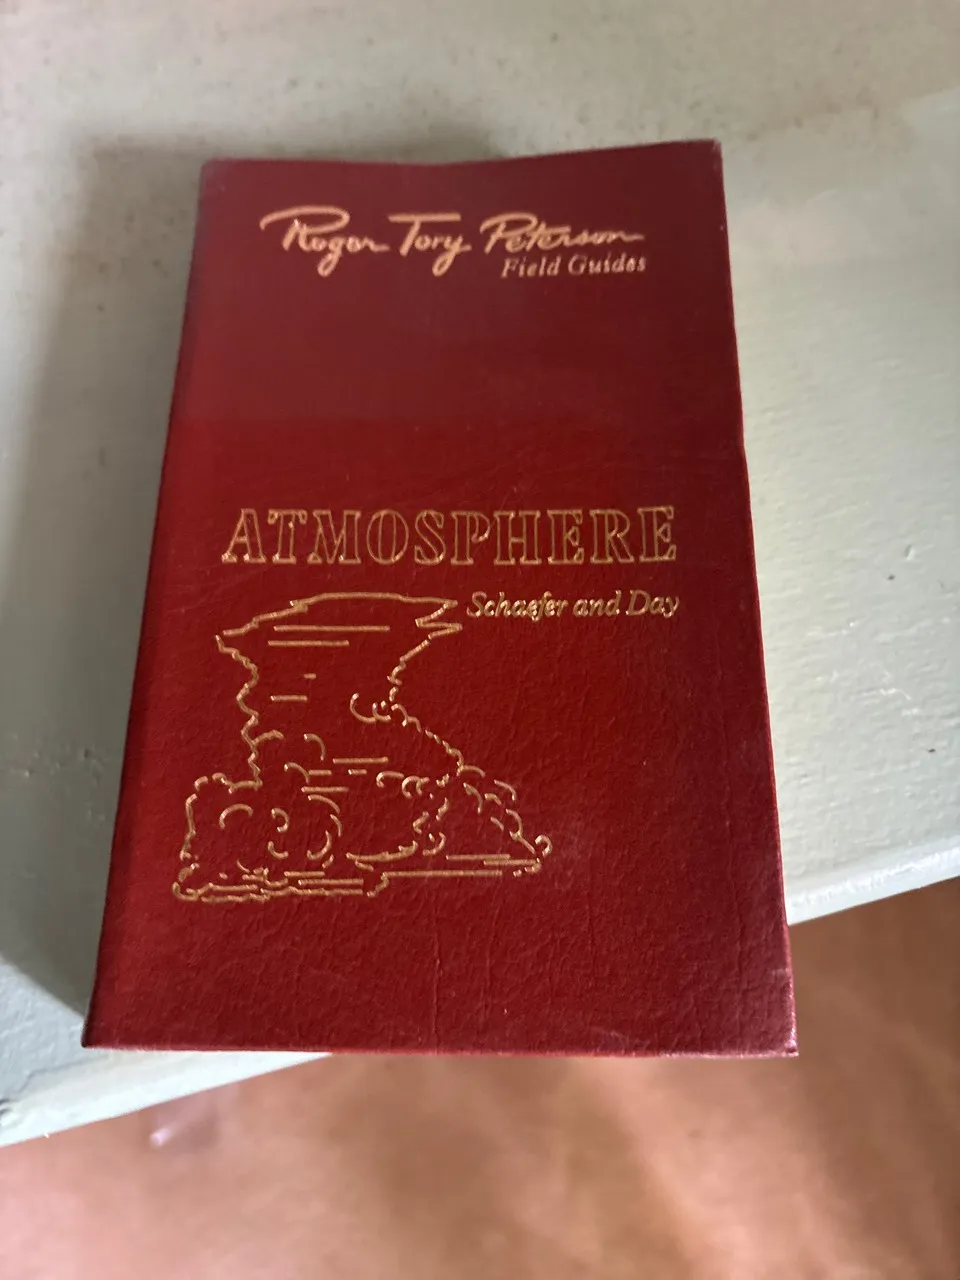 Roger Tory Peterson
Field Guides
ATMOSPHERE
Schaefer and Day